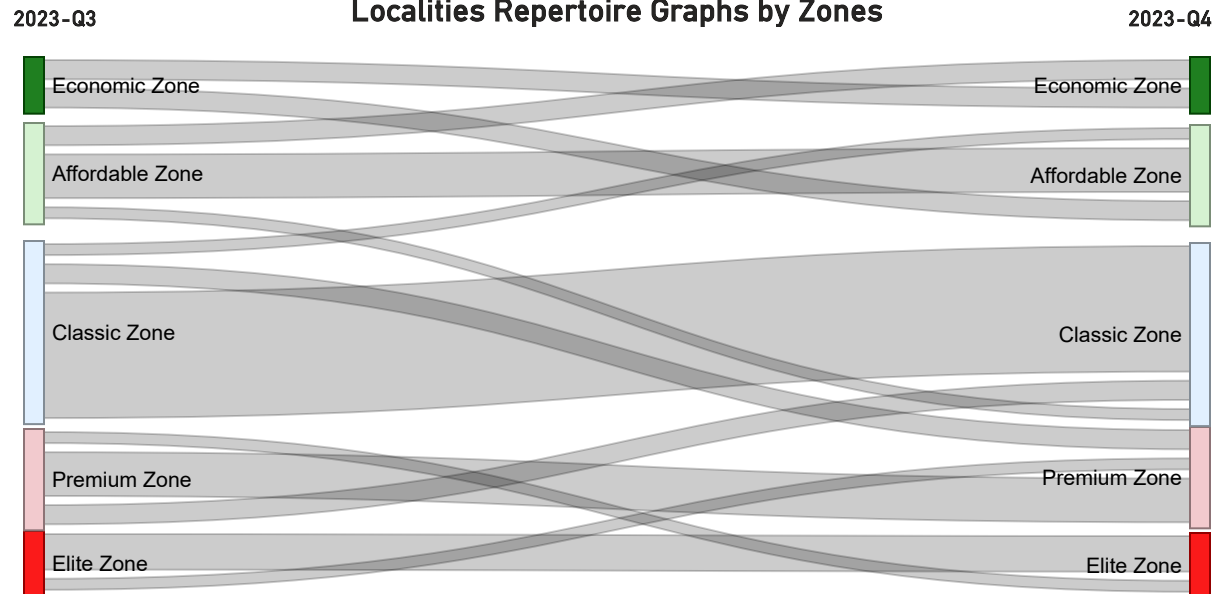 Localities Repertoire Graphs by Zones
2023-Q3
2023-Q4
Economic Zone
Economic Zone
Affordable Zone
Affordable Zone
Classic Zone
Classic Zone
Premium Zone
Premium Zone
Elite Zone
Elite Zone